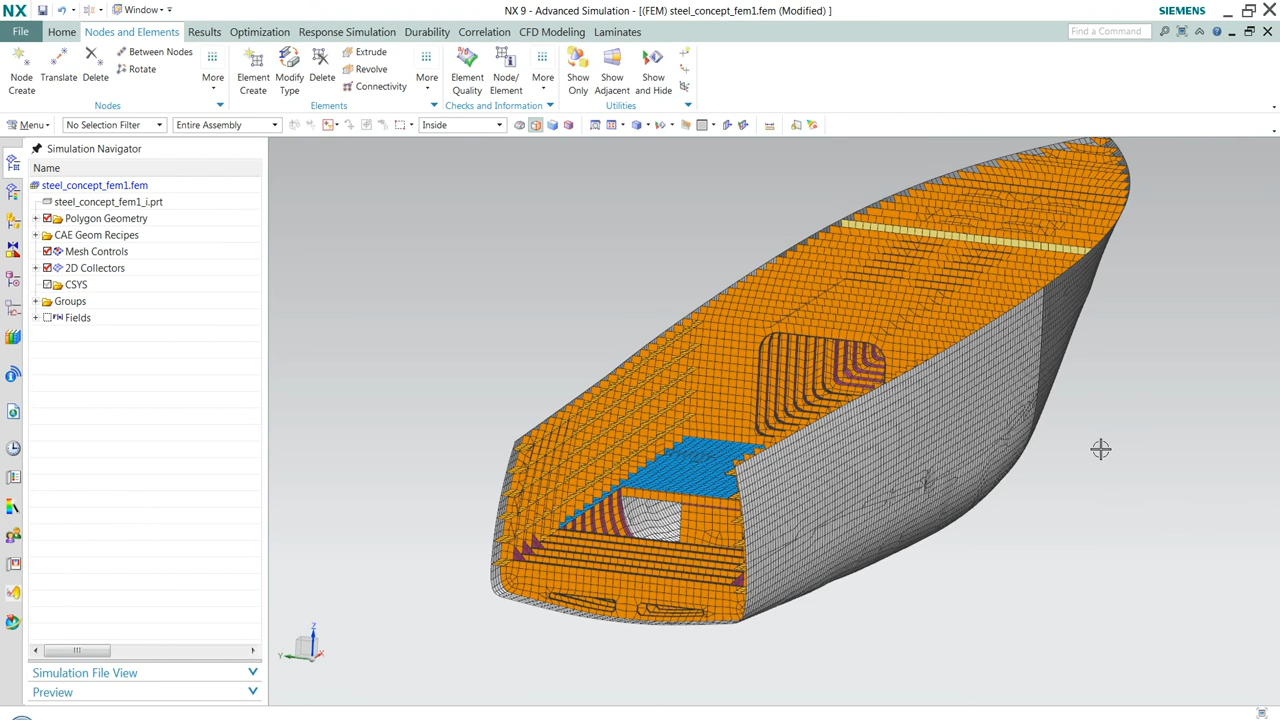 NX Window NX 9 - Advanced Simulation - [(FEM) steel_concept_fem1.fem (Modified) ] SIEMENS
File Home Nodes and Elements Results Optimization Response Simulation Durability Correlation CFD Modeling Laminates Find a Command
Between Nodes Extrude
Rotate Revolve
Connectivity
Node Translate Delete More Element Modify Delete More Element Node/ More Show Show Show
Create Create Type Quality Element Only Adjacent and Hide
Nodes Elements Checks and Information Utilities
Menu No Selection Filter Entire Assembly Inside
Simulation Navigator
Name
steel_concept_fem1.fem
steel_concept_fem1_i.prt
Polygon Geometry
CAE Geom Recipes
Mesh Controls
2D Collectors
CSYS
Groups
Fields
Z
Y X
Simulation File View
Preview